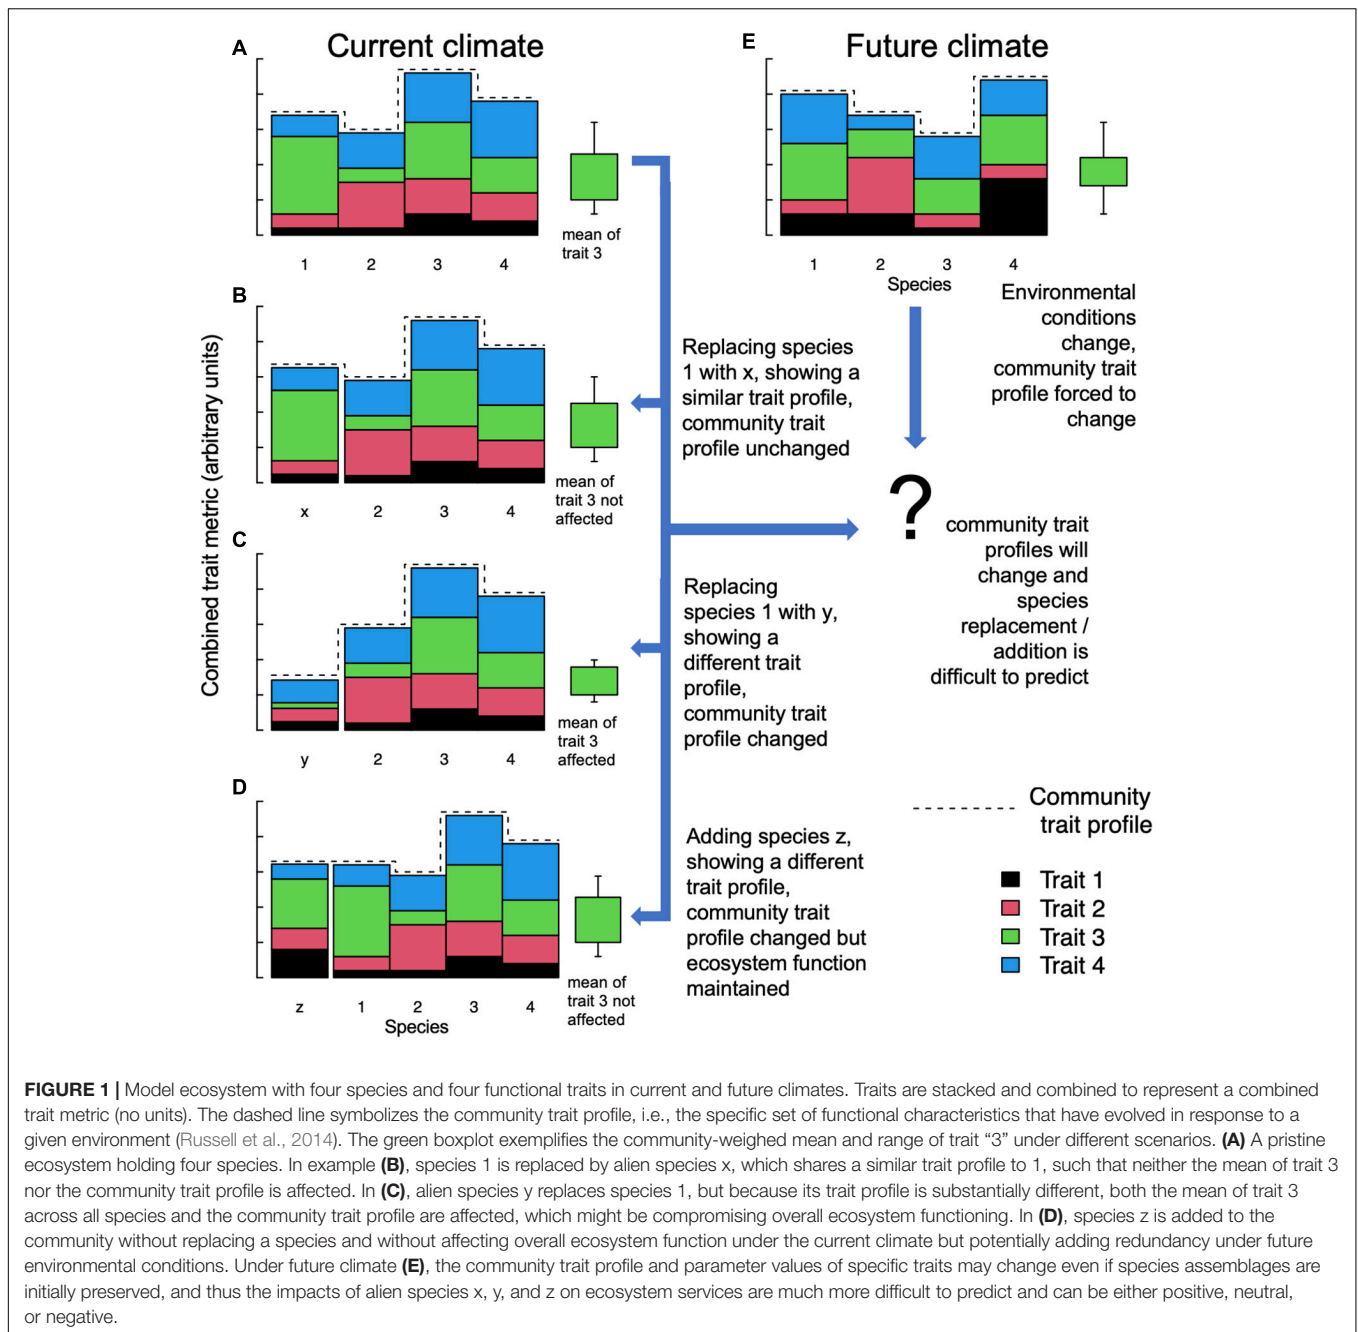 A
Current climate
E
Future climate
mean of
trait 3
1 2 3 4
1 2 3 4
Species
Environmental
conditions
change,
community trait
profile forced to
change
B
Combined trait metric (arbitrary units)
Replacing species
1 with x, showing a
similar trait profile,
community trait
profile unchanged
mean of
trait 3 not
affected
x 2 3 4
?
community trait
profiles will
change and
species
replacement /
addition is
difficult to predict
C
Replacing
species 1 with y,
showing a
different trait
profile,
community trait
profile changed
mean of
trait 3
affected
y 2 3 4
D
Adding species z,
showing a different
trait profile,
community trait
profile changed but
ecosystem function
maintained
mean of
trait 3 not
affected
z 1 2 3 4
Species
Community
trait profile
Trait 1
Trait 2
Trait 3
Trait 4
FIGURE 1 | Model ecosystem with four species and four functional traits in current and future climates. Traits are stacked and combined to represent a combined
trait metric (no units). The dashed line symbolizes the community trait profile, i.e., the specific set of functional characteristics that have evolved in response to a
given environment (Russell et al., 2014). The green boxplot exemplifies the community-weighed mean and range of trait “3” under different scenarios. (A) A pristine
ecosystem holding four species. In example (B), species 1 is replaced by alien species x, which shares a similar trait profile to 1, such that neither the mean of trait 3
nor the community trait profile is affected. In (C), alien species y replaces species 1, but because its trait profile is substantially different, both the mean of trait 3
across all species and the community trait profile are affected, which might be compromising overall ecosystem functioning. In (D), species z is added to the
community without replacing a species and without affecting overall ecosystem function under the current climate but potentially adding redundancy under future
environmental conditions. Under future climate (E), the community trait profile and parameter values of specific traits may change even if species assemblages are
initially preserved, and thus the impacts of alien species x, y, and z on ecosystem services are much more difficult to predict and can be either positive, neutral,
or negative.